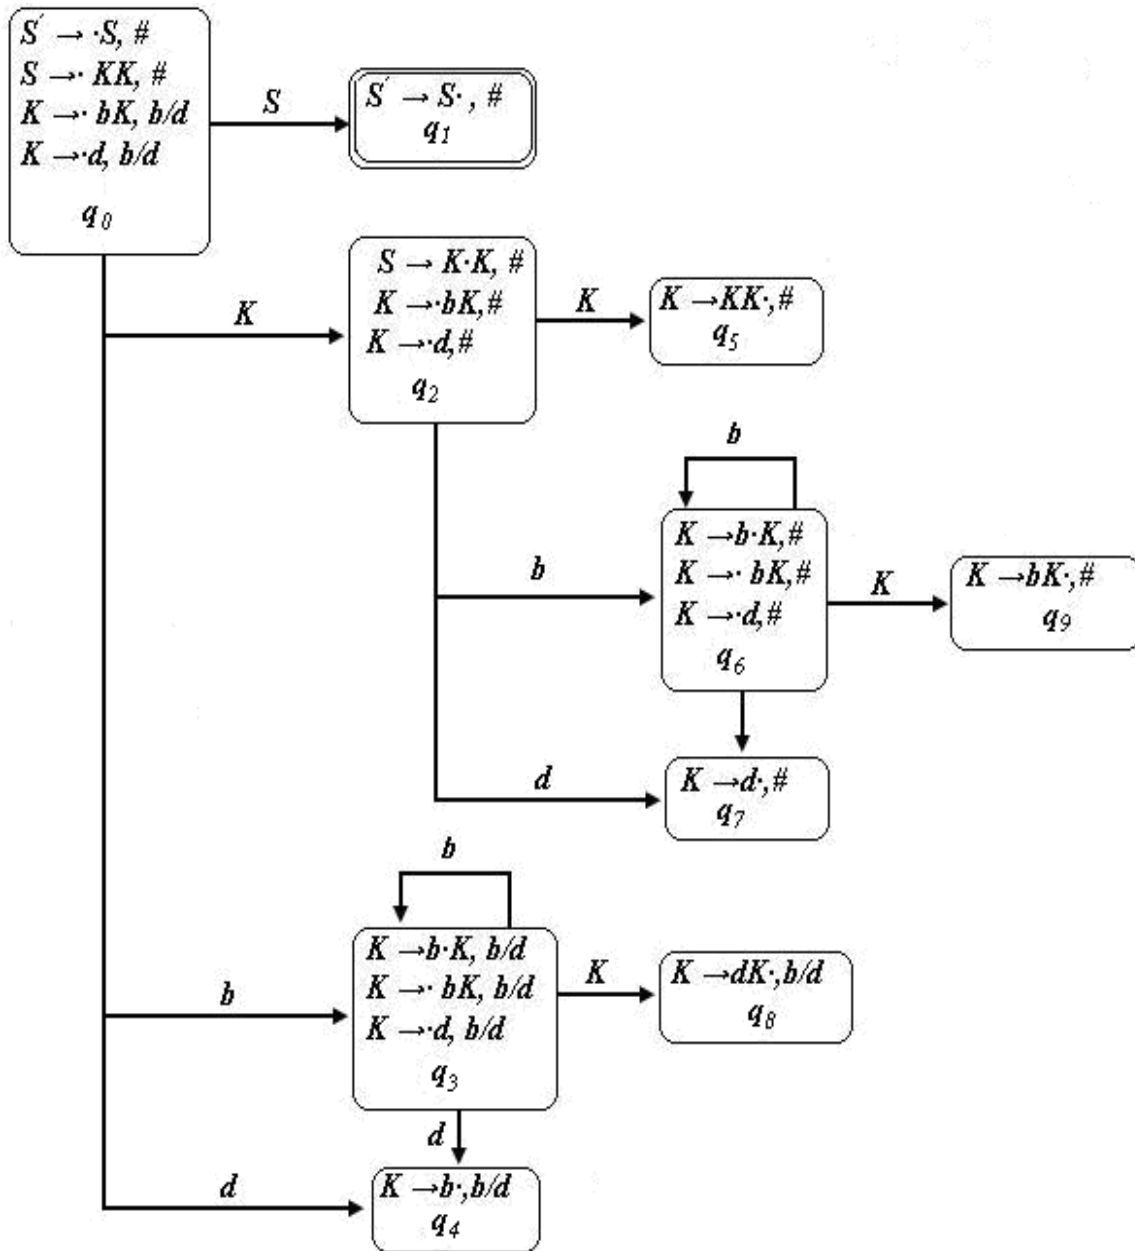 S′ → ·S, #
S → · KK, #
K → · bK, b/d
K → ·d, b/d
q0
S
S′ → S· , #
q1
K
S → K·K, #
K → ·bK,#
K → ·d,#
q2
K
K → KK·,#
q5
b
b
K → b·K,#
K → · bK,#
K → ·d,#
q6
K
K → bK·,#
q9
d
K → d·,#
q7
b
b
K → b·K, b/d
K → · bK, b/d
K → ·d, b/d
q3
K
K → dK·,b/d
q8
d
d
K → b·,b/d
q4